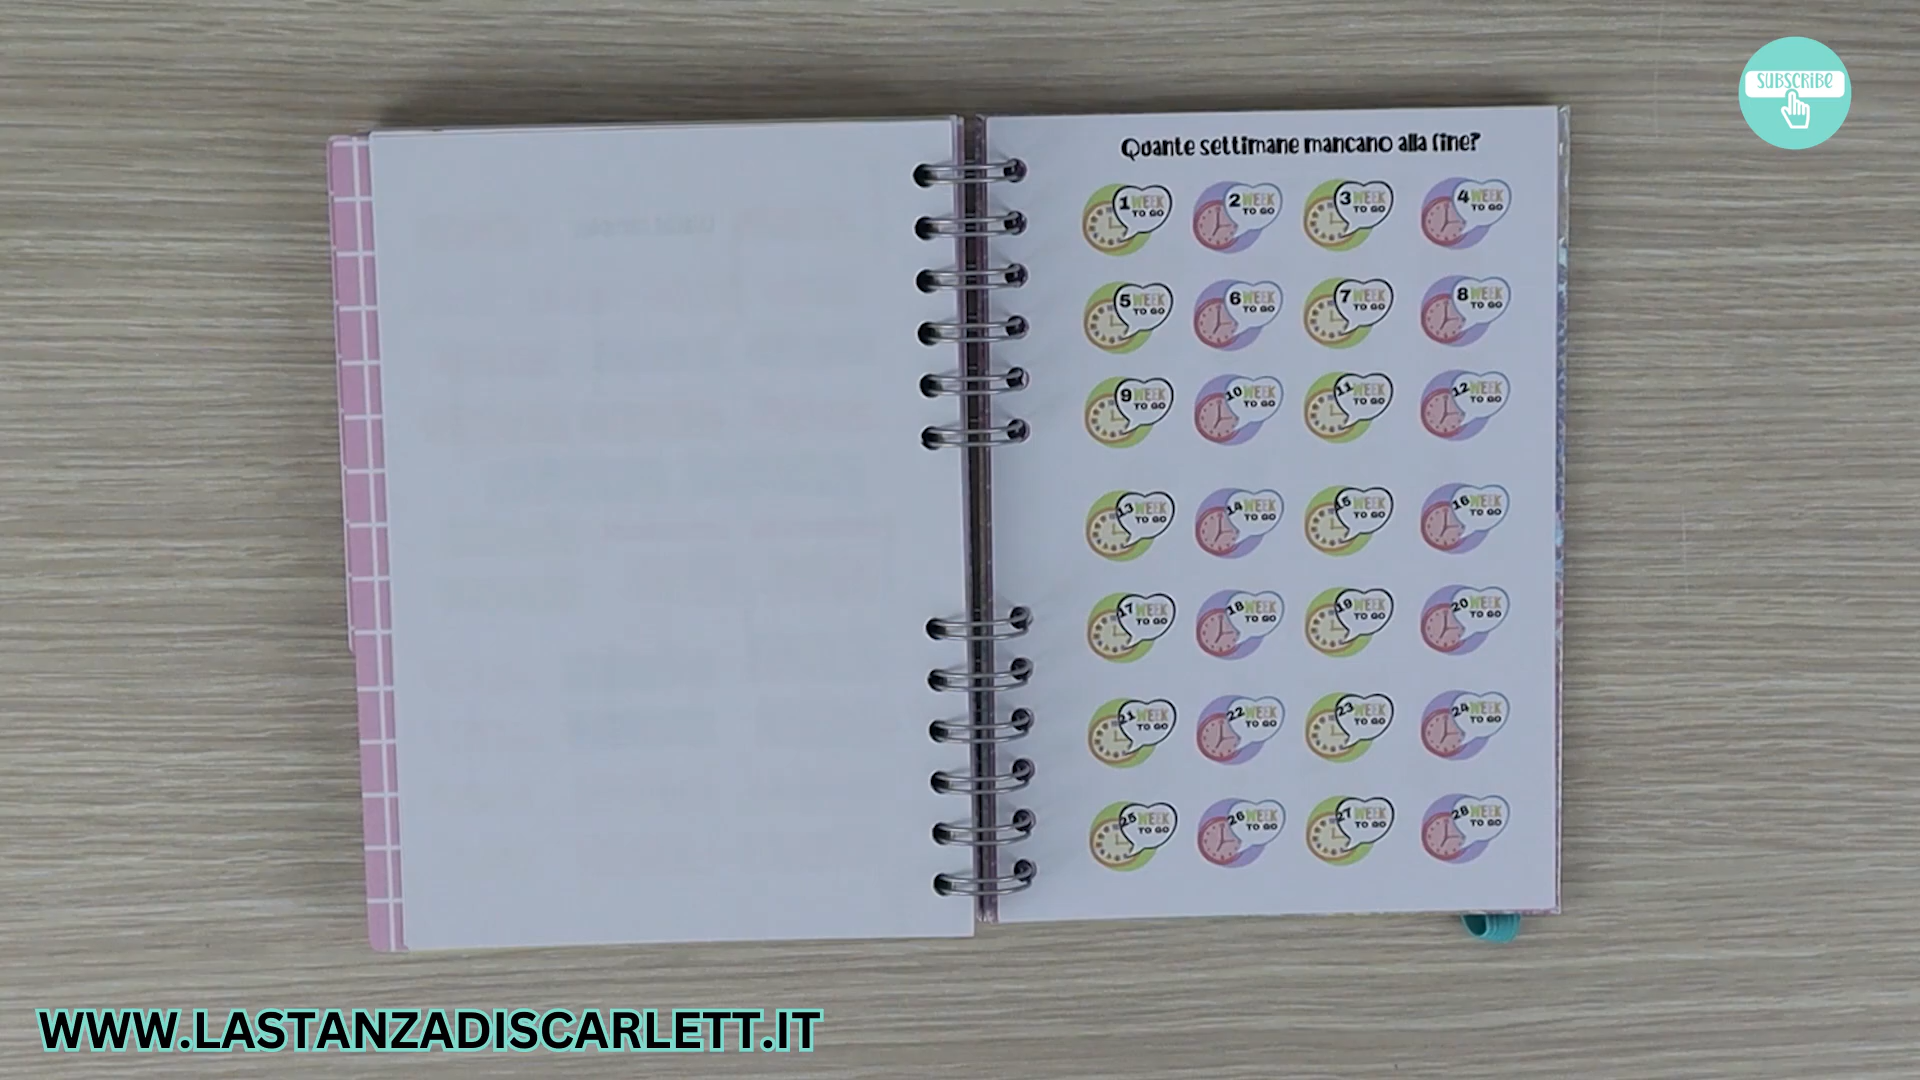 SUBSCRIBE
Quante settimane mancano alla fine?
1 WEEK
TO GO
2 WEEK
TO GO
3 WEEK
TO GO
4 WEEK
TO GO
5 WEEK
TO GO
6 WEEK
TO GO
7 WEEK
TO GO
8 WEEK
TO GO
9 WEEK
TO GO
10 WEEK
TO GO
11 WEEK
TO GO
12 WEEK
TO GO
13 WEEK
TO GO
14 WEEK
TO GO
15 WEEK
TO GO
16 WEEK
TO GO
17 WEEK
TO GO
18 WEEK
TO GO
19 WEEK
TO GO
20 WEEK
TO GO
21 WEEK
TO GO
22 WEEK
TO GO
23 WEEK
TO GO
24 WEEK
TO GO
25 WEEK
TO GO
26 WEEK
TO GO
27 WEEK
TO GO
28 WEEK
TO GO
WWW.LASTANZADISCARLETT.IT